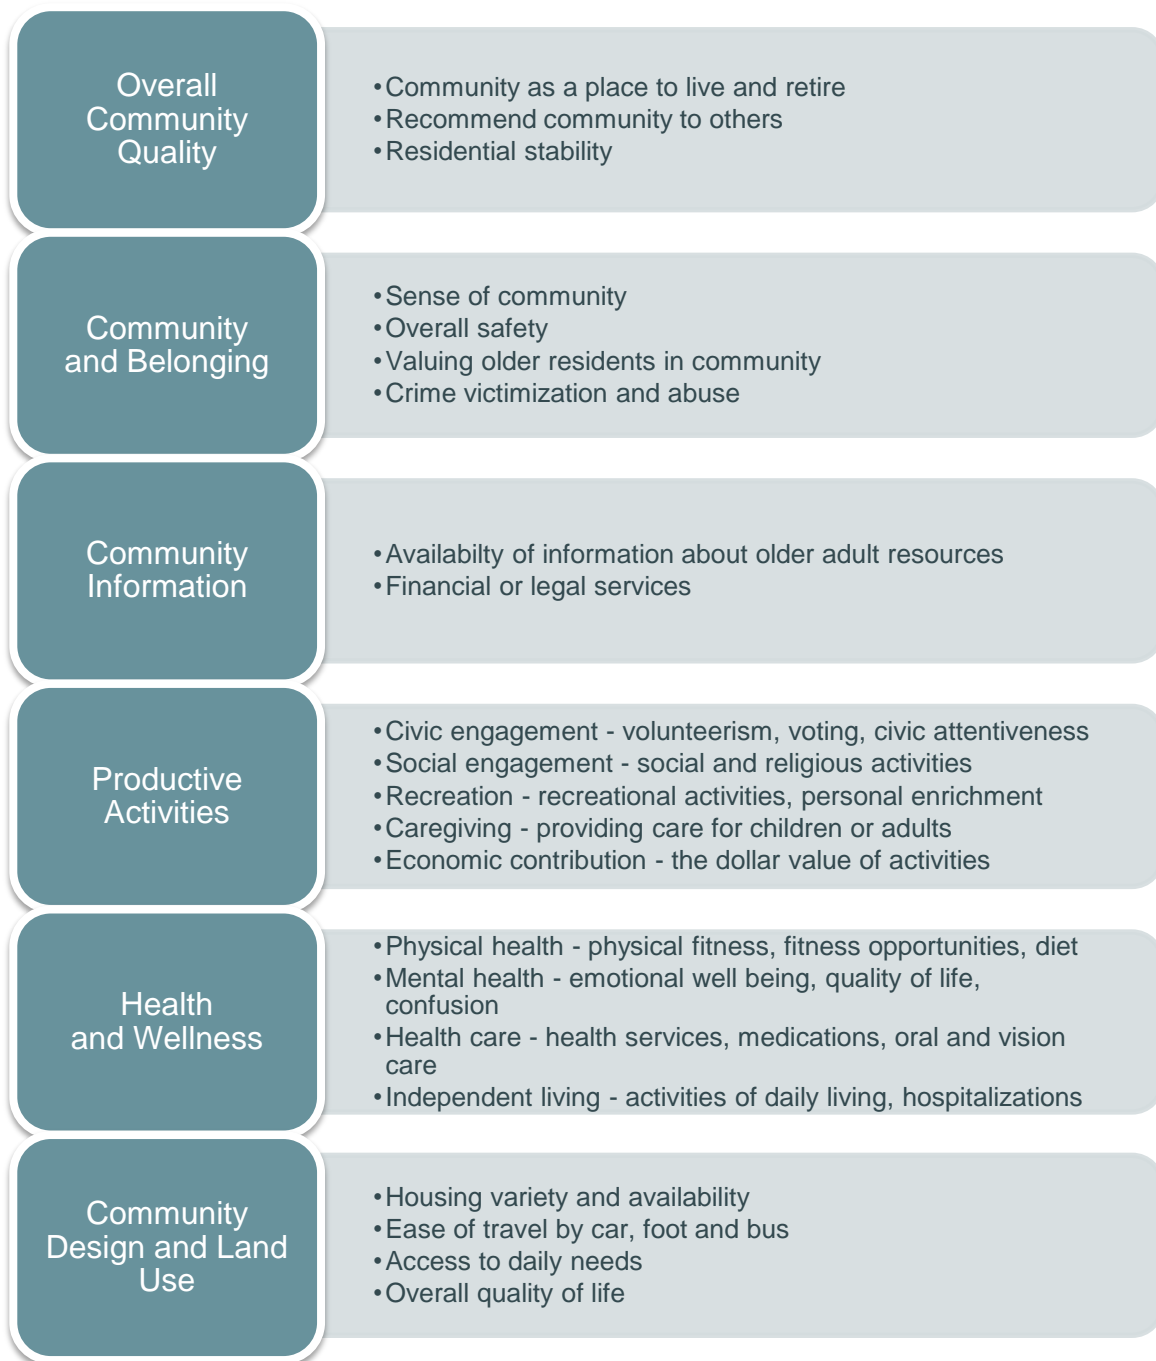 Overall
Community
Quality
•Community as a place to live and retire
•Recommend community to others
•Residential stability
Community
and Belonging
•Sense of community
•Overall safety
•Valuing older residents in community
•Crime victimization and abuse
Community
Information
•Availabilty of information about older adult resources
•Financial or legal services
Productive
Activities
•Civic engagement - volunteerism, voting, civic attentiveness
•Social engagement - social and religious activities
•Recreation - recreational activities, personal enrichment
•Caregiving - providing care for children or adults
•Economic contribution - the dollar value of activities
Health
and Wellness
•Physical health - physical fitness, fitness opportunities, diet
•Mental health - emotional well being, quality of life,
confusion
•Health care - health services, medications, oral and vision
care
•Independent living - activities of daily living, hospitalizations
Community
Design and Land
Use
•Housing variety and availability
•Ease of travel by car, foot and bus
•Access to daily needs
•Overall quality of life